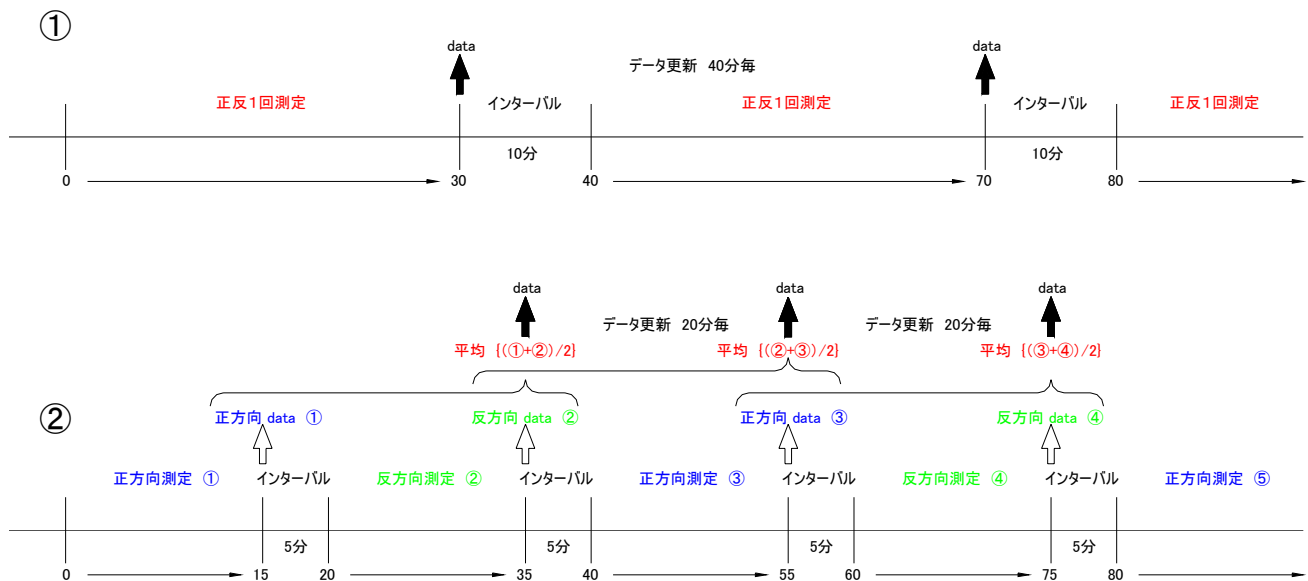 ①
data data
データ更新 40分毎
正反1回測定 インターバル 正反1回測定 インターバル 正反1回測定
10分 10分
0 30 40 70 80
data data data
データ更新 20分毎 データ更新 20分毎
平均 {(①+②)/2} 平均 {(②+③)/2} 平均 {(③+④)/2}
②
正方向 data ① 反方向 data ② 正方向 data ③ 反方向 data ④
正方向測定 ① インターバル 反方向測定 ② インターバル 正方向測定 ③ インターバル 反方向測定 ④ インターバル 正方向測定 ⑤
5分 5分 5分 5分
0 15 20 35 40 55 60 75 80